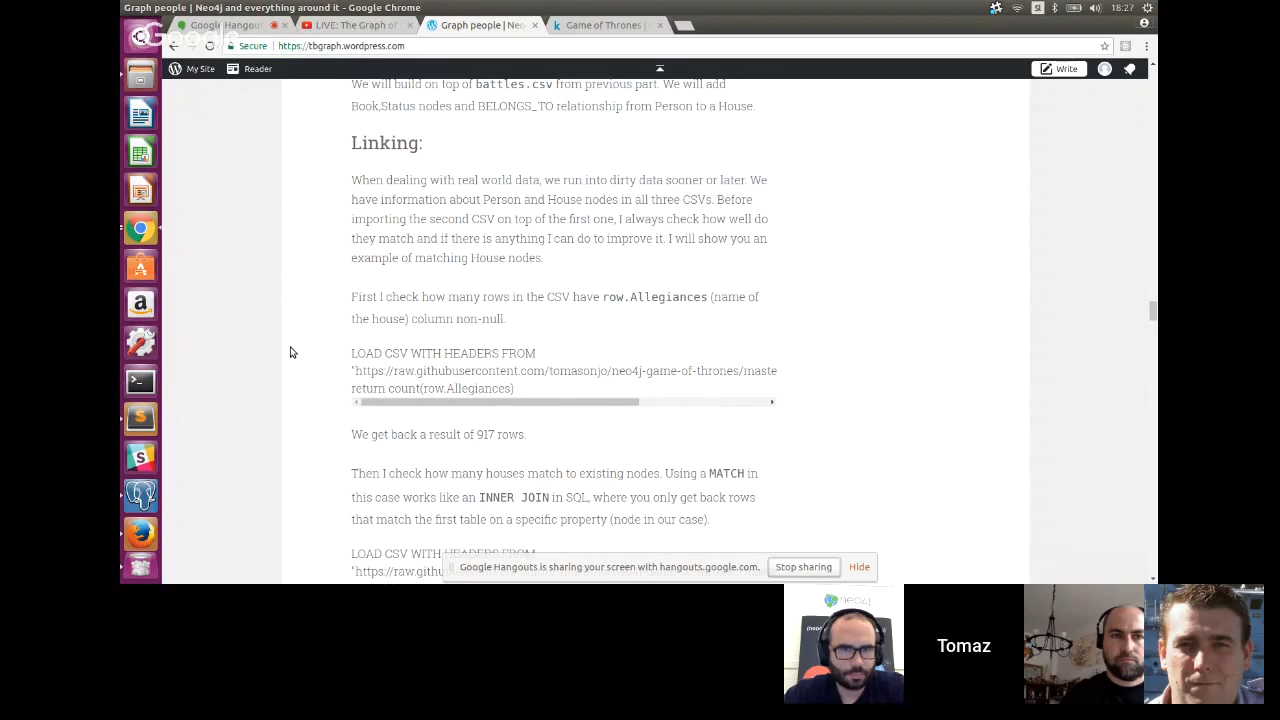 Graph people | Neo4j and everything around it - Google Chrome
Sl
18:27
Google Hangout
LIVE: The Graph of
Graph people | Neo
Game of Thrones |
Google
Secure
https://tbgraph.wordpress.com
My Site
Reader
Write
We will build on top of battles.csv from previous part. We will add
Book,Status nodes and BELONGS_TO relationship from Person to a House.
Linking:
When dealing with real world data, we run into dirty data sooner or later. We
have information about Person and House nodes in all three CSVs. Before
importing the second CSV on top of the first one, I always check how well do
they match and if there is anything I can do to improve it. I will show you an
example of matching House nodes.
First I check how many rows in the CSV have row.Allegiances (name of
the house) column non-null.
LOAD CSV WITH HEADERS FROM
"https://raw.githubusercontent.com/tomasonjo/neo4j-game-of-thrones/maste
return count(row.Allegiances)
We get back a result of 917 rows.
Then I check how many houses match to existing nodes. Using a MATCH in
this case works like an INNER JOIN in SQL, where you only get back rows
that match the first table on a specific property (node in our case).
LOAD CSV WITH HEADERS FROM
"https://raw.githu
Google Hangouts is sharing your screen with hangouts.google.com.
Stop sharing
Hide
neo4j
Tomaz